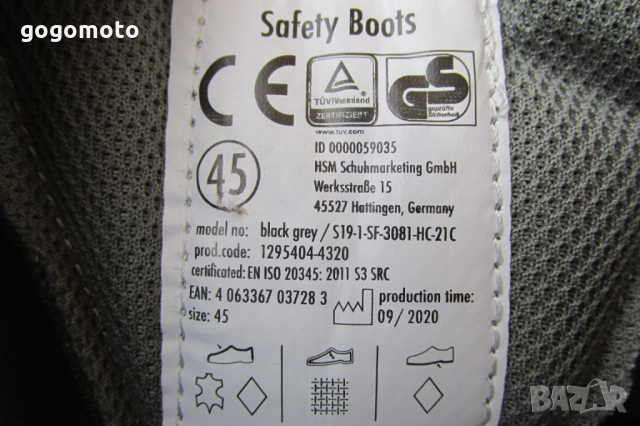 gogomoto
Safety Boots
CE
TÜVRheinland
ZERTIFIZIERT
GS
geprüfte
Sicherheit
www.tuv.com
ID 0000059035
45
HSM Schuhmarketing GmbH
Werksstraße 15
45527 Hattingen, Germany
model no: black grey / S19-1-SF-3081-HC-21C
prod.code: 1295404-4320
certificated: EN ISO 20345: 2011 S3 SRC
EAN: 4 063367 03728 3
production time:
size: 45
09/ 2020
BAZAR